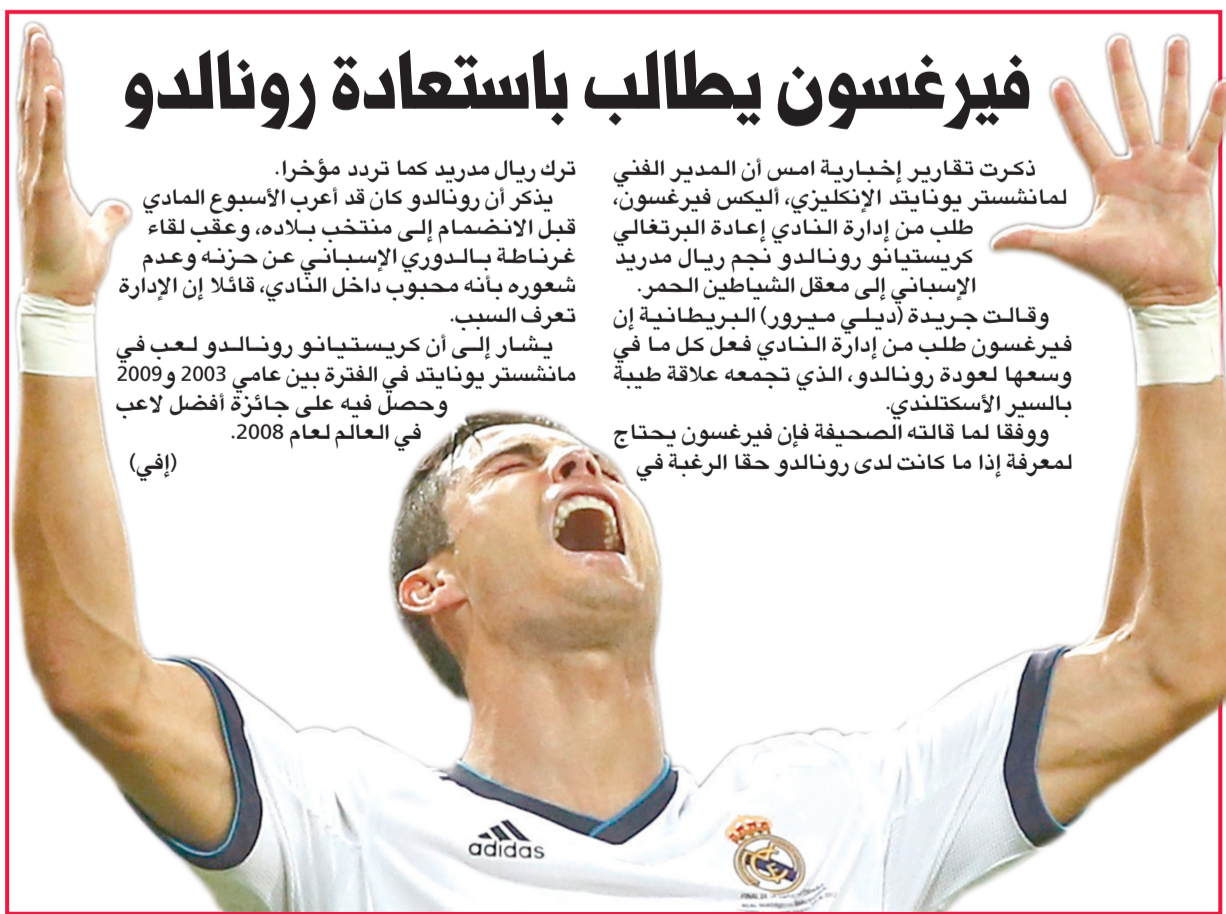 فيرغسون يطالب باستعادة رونالدو
ذكرت تقارير إخبارية امس أن المدير الفني
لمانشستر يونايتد الإنكليزي، أليكس فيرغسون،
طلب من إدارة النادي إعادة البرتغالي
كريستيانو رونالدو نجم ريال مدريد
الإسباني إلى معقل الشياطين الحمر.
وقالت جريدة (ديلي ميرور) البريطانية إن
فيرغسون طلب من إدارة النادي فعل كل ما في
وسعها لعودة رونالدو، الذي تجمعه علاقة طيبة
بالسير الأسكتلندي.
ووفقا لما قالته الصحيفة فإن فيرغسون يحتاج
لمعرفة إذا ما كانت لدى رونالدو حقا الرغبة في
ترك ريال مدريد كما تردد مؤخرا.
يذكر أن رونالدو كان قد أعرب الأسبوع المادي
قبل الانضمام إلى منتخب بلاده، وعقب لقاء
غرناطة بالدوري الإسباني عن حزنه وعدم
شعوره بأنه محبوب داخل النادي، قائلا إن الإدارة
تعرف السبب.
يشار إلى أن كريستيانو رونالدو لعب في
مانشستر يونايتد في الفترة بين عامي 2003 و2009
وحصل فيه على جائزة أفضل لاعب
في العالم لعام 2008.
(إفي)
adidas